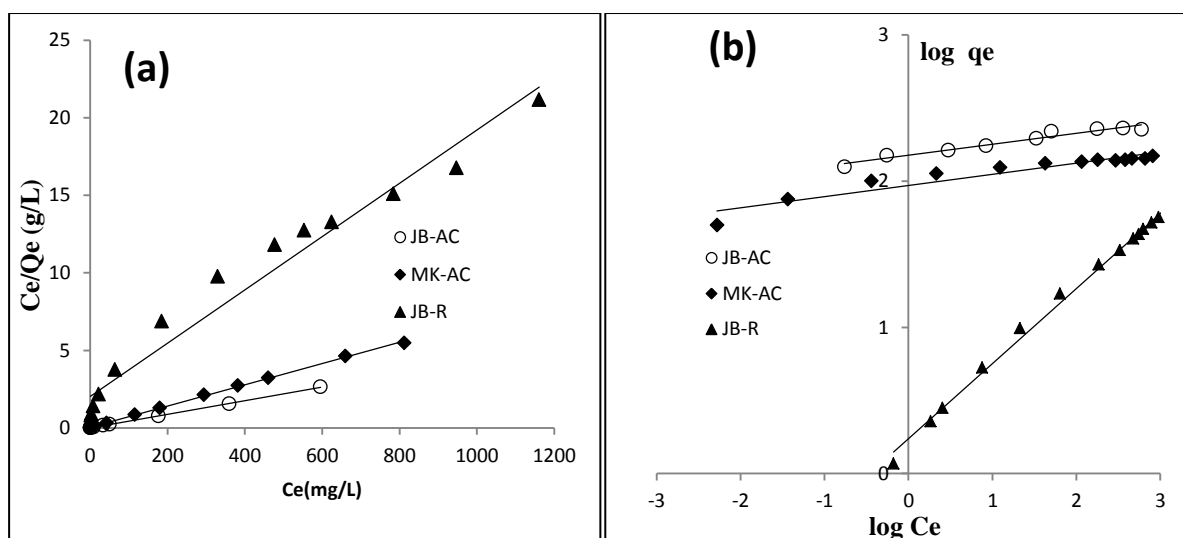 (a)
25
20
15
10
5
0
Ce/Qe (g/L)
JB-AC
MK-AC
JB-R
0 200 400 600 800 1000 1200
Ce(mg/L)
(b)
log qe
3
2
1
0
JB-AC
MK-AC
JB-R
-3 -2 -1 0 1 2 3
log Ce